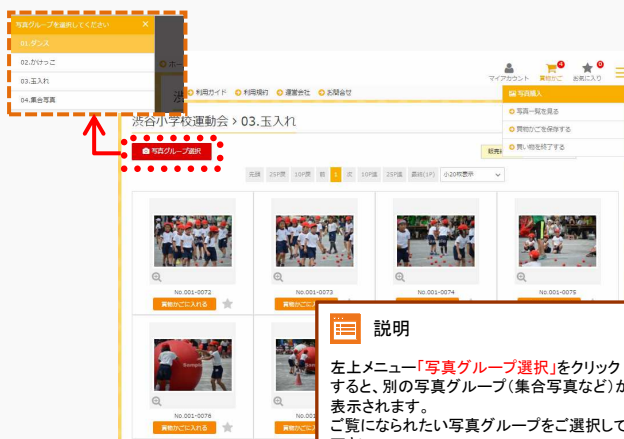 写真グループを選択してください ×
01.ダンス
02.かけっこ
03.玉入れ
04.集合写真
マイアカウント 買物かご 4 お気に入り 0
利用ガイド 利用規約 運営会社 お問合せ
写真購入
写真一覧を見る
買物かごを保存する
買い物を終了する
渋谷小学校運動会 › 03.玉入れ
写真グループ選択
先頭 25P戻 10P戻 前 1 次 10P進 25P進 最終(1P) 小20枚表示
No.001-0072
No.001-0073
No.001-0074
No.001-0075
買物かごに入れる
買物かごに入
No.001-0076
買物かごに入れる
説明
左上メニュー「写真グループ選択」をクリック
すると、別の写真グループ(集合写真など)が
表示されます。
ご覧になられたい写真グループをご選択して